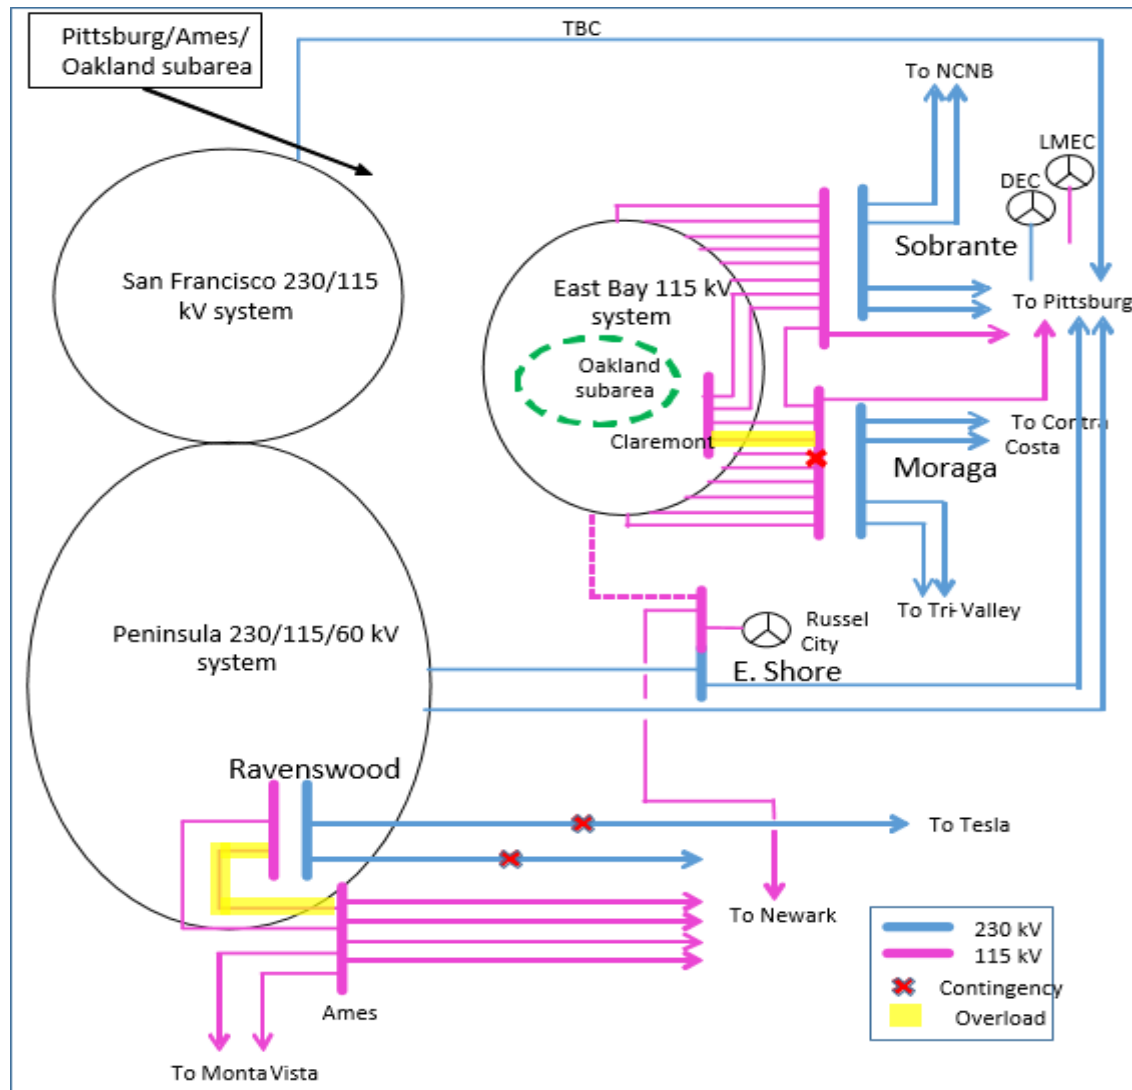 Pittsburg/Ames/
Oakland subarea
TBC
To NCNB
LMEC
DEC
Sobrante
San Francisco 230/115
kV system
East Bay 115 kV
system
To Pittsburg
Oakland
subarea
Claremont
To Contra
Costa
Moraga
To Tri-Valley
Peninsula 230/115/60 kV
system
Russel
City
E. Shore
Ravenswood
To Tesla
To Newark
230 kV
115 kV
Contingency
Overload
Ames
To Monta Vista